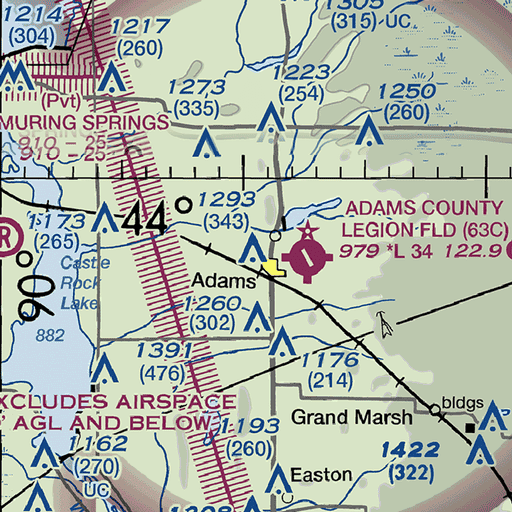 1214
(304)
1217
(260)
1305
(315) UC
1273
(335)
1223
(254)
1250
(260)
(Pvt)
MURING SPRINGS
910 - 25
1293
(343)
44°
ADAMS COUNTY
LEGION FLD (63C)
979 *L 34 122.9
1173
(265)
R
Castle
Rock
Lake
90°
882
Adams
1260
(302)
1391
(476)
1176
(214)
XCLUDES AIRSPACE
' AGL AND BELOW
1193
(260)
Grand Marsh
bldgs
1422
(322)
1162
(270)
UC
Easton